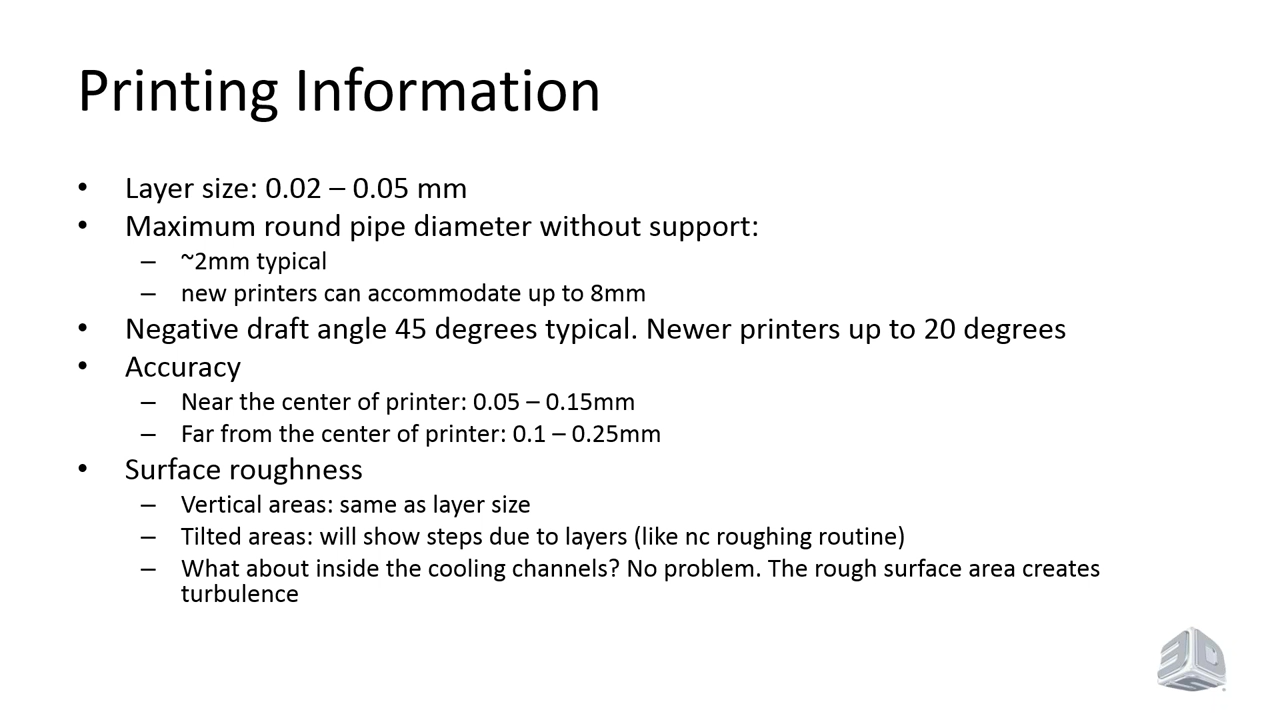 Printing Information
• Layer size: 0.02 – 0.05 mm
• Maximum round pipe diameter without support:
– ~2mm typical
– new printers can accommodate up to 8mm
• Negative draft angle 45 degrees typical. Newer printers up to 20 degrees
• Accuracy
– Near the center of printer: 0.05 – 0.15mm
– Far from the center of printer: 0.1 – 0.25mm
• Surface roughness
– Vertical areas: same as layer size
– Tilted areas: will show steps due to layers (like nc roughing routine)
– What about inside the cooling channels? No problem. The rough surface area creates
turbulence
3DS